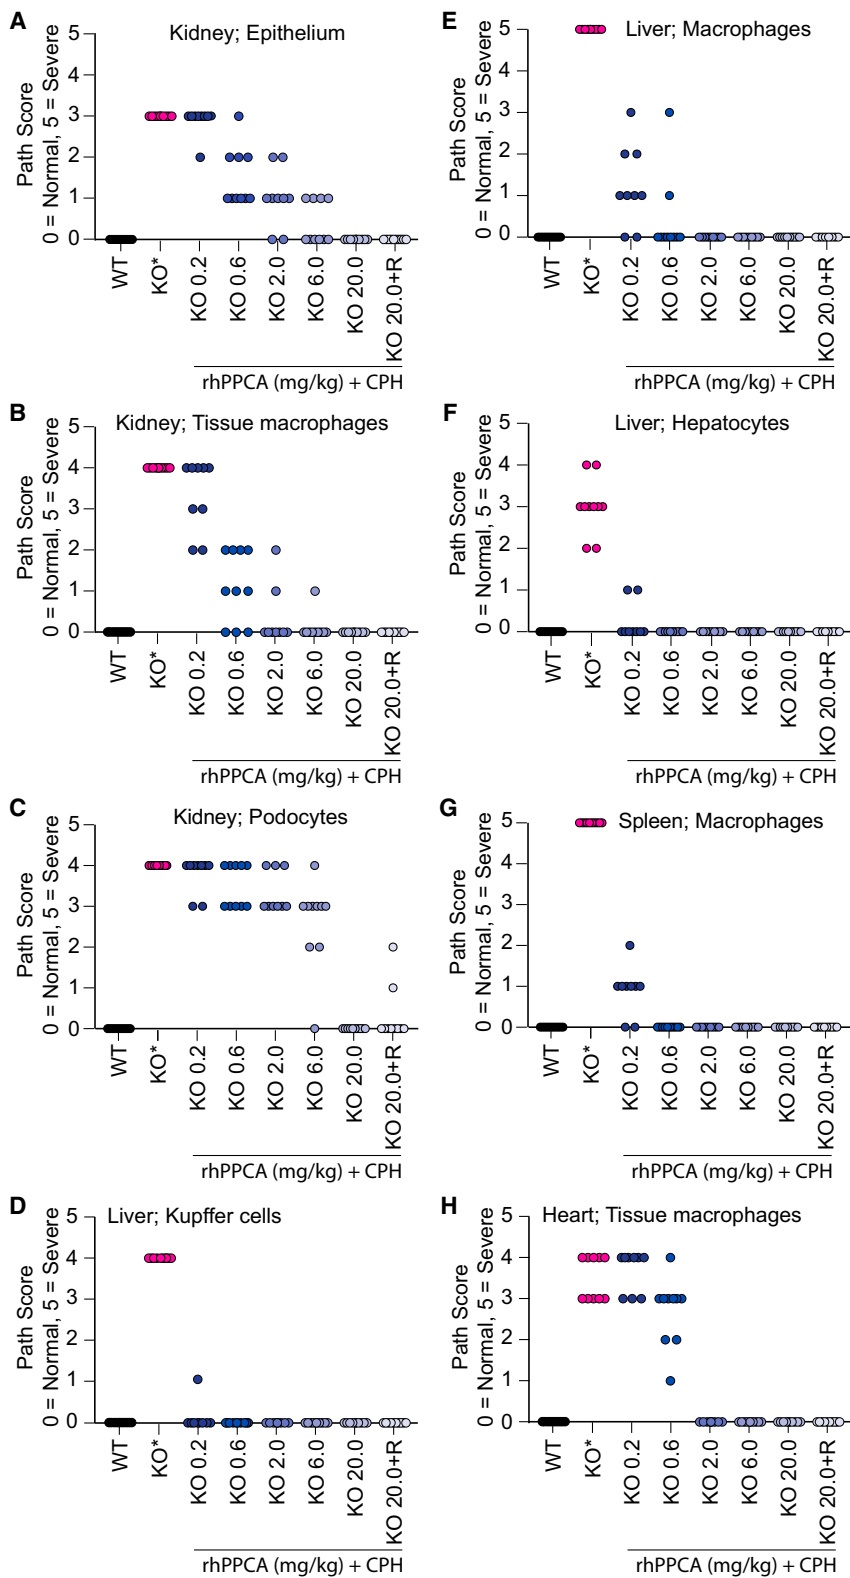 A
Kidney; Epithelium
Path Score
0 = Normal, 5 = Severe
5
4
3
2
1
0
WT
KO*
KO 0.2
KO 0.6
KO 2.0
KO 6.0
KO 20.0
KO 20.0+R
rhPPCA (mg/kg) + CPH
B
Kidney; Tissue macrophages
Path Score
0 = Normal, 5 = Severe
5
4
3
2
1
0
WT
KO*
KO 0.2
KO 0.6
KO 2.0
KO 6.0
KO 20.0
KO 20.0+R
rhPPCA (mg/kg) + CPH
C
Kidney; Podocytes
Path Score
0 = Normal, 5 = Severe
5
4
3
2
1
0
WT
KO*
KO 0.2
KO 0.6
KO 2.0
KO 6.0
KO 20.0
KO 20.0+R
rhPPCA (mg/kg) + CPH
D
Liver; Kupffer cells
Path Score
0 = Normal, 5 = Severe
5
4
3
2
1
0
WT
KO*
KO 0.2
KO 0.6
KO 2.0
KO 6.0
KO 20.0
KO 20.0+R
rhPPCA (mg/kg) + CPH
E
Liver; Macrophages
Path Score
0 = Normal, 5 = Severe
5
4
3
2
1
0
WT
KO*
KO 0.2
KO 0.6
KO 2.0
KO 6.0
KO 20.0
KO 20.0+R
rhPPCA (mg/kg) + CPH
F
Liver; Hepatocytes
Path Score
0 = Normal, 5 = Severe
5
4
3
2
1
0
WT
KO*
KO 0.2
KO 0.6
KO 2.0
KO 6.0
KO 20.0
KO 20.0+R
rhPPCA (mg/kg) + CPH
G
Spleen; Macrophages
Path Score
0 = Normal, 5 = Severe
5
4
3
2
1
0
WT
KO*
KO 0.2
KO 0.6
KO 2.0
KO 6.0
KO 20.0
KO 20.0+R
rhPPCA (mg/kg) + CPH
H
Heart; Tissue macrophages
Path Score
0 = Normal, 5 = Severe
5
4
3
2
1
0
WT
KO*
KO 0.2
KO 0.6
KO 2.0
KO 6.0
KO 20.0
KO 20.0+R
rhPPCA (mg/kg) + CPH